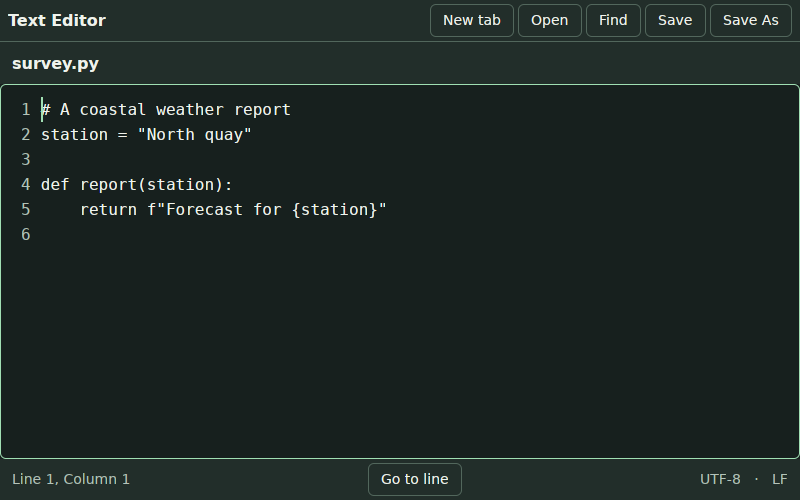 Text Editor New tab Open Find Save Save As
survey.py
1 # A coastal weather report
2 station = "North quay"
3
4 def report(station):
5     return f"Forecast for {station}"
6
Line 1, Column 1 Go to line UTF-8 · LF